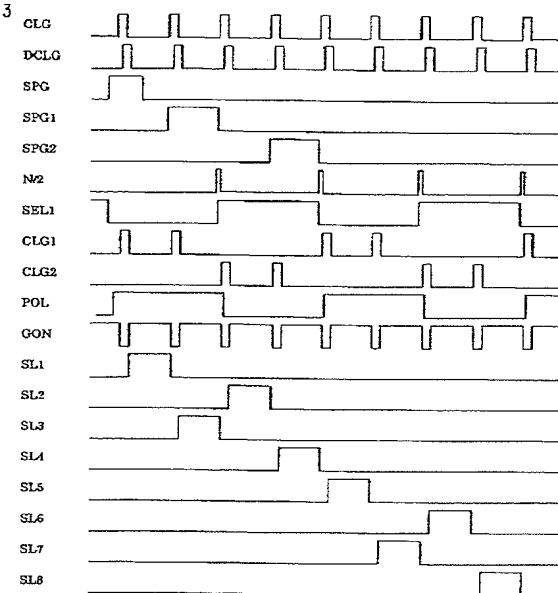 3
CLG
DCLG
SPG
SPG1
SPG2
N/2
SEL1
CLG1
CLG2
POL
GON
SL1
SL2
SL3
SL4
SL5
SL6
SL7
SL8